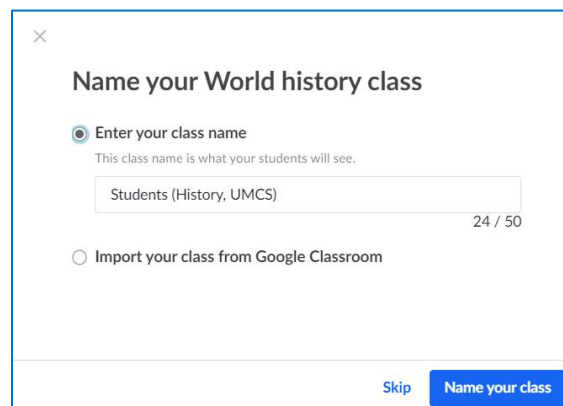 Name your World history class
Enter your class name
This class name is what your students will see.
Students (History, UMCS)
24 / 50
Import your class from Google Classroom
Skip
Name your class